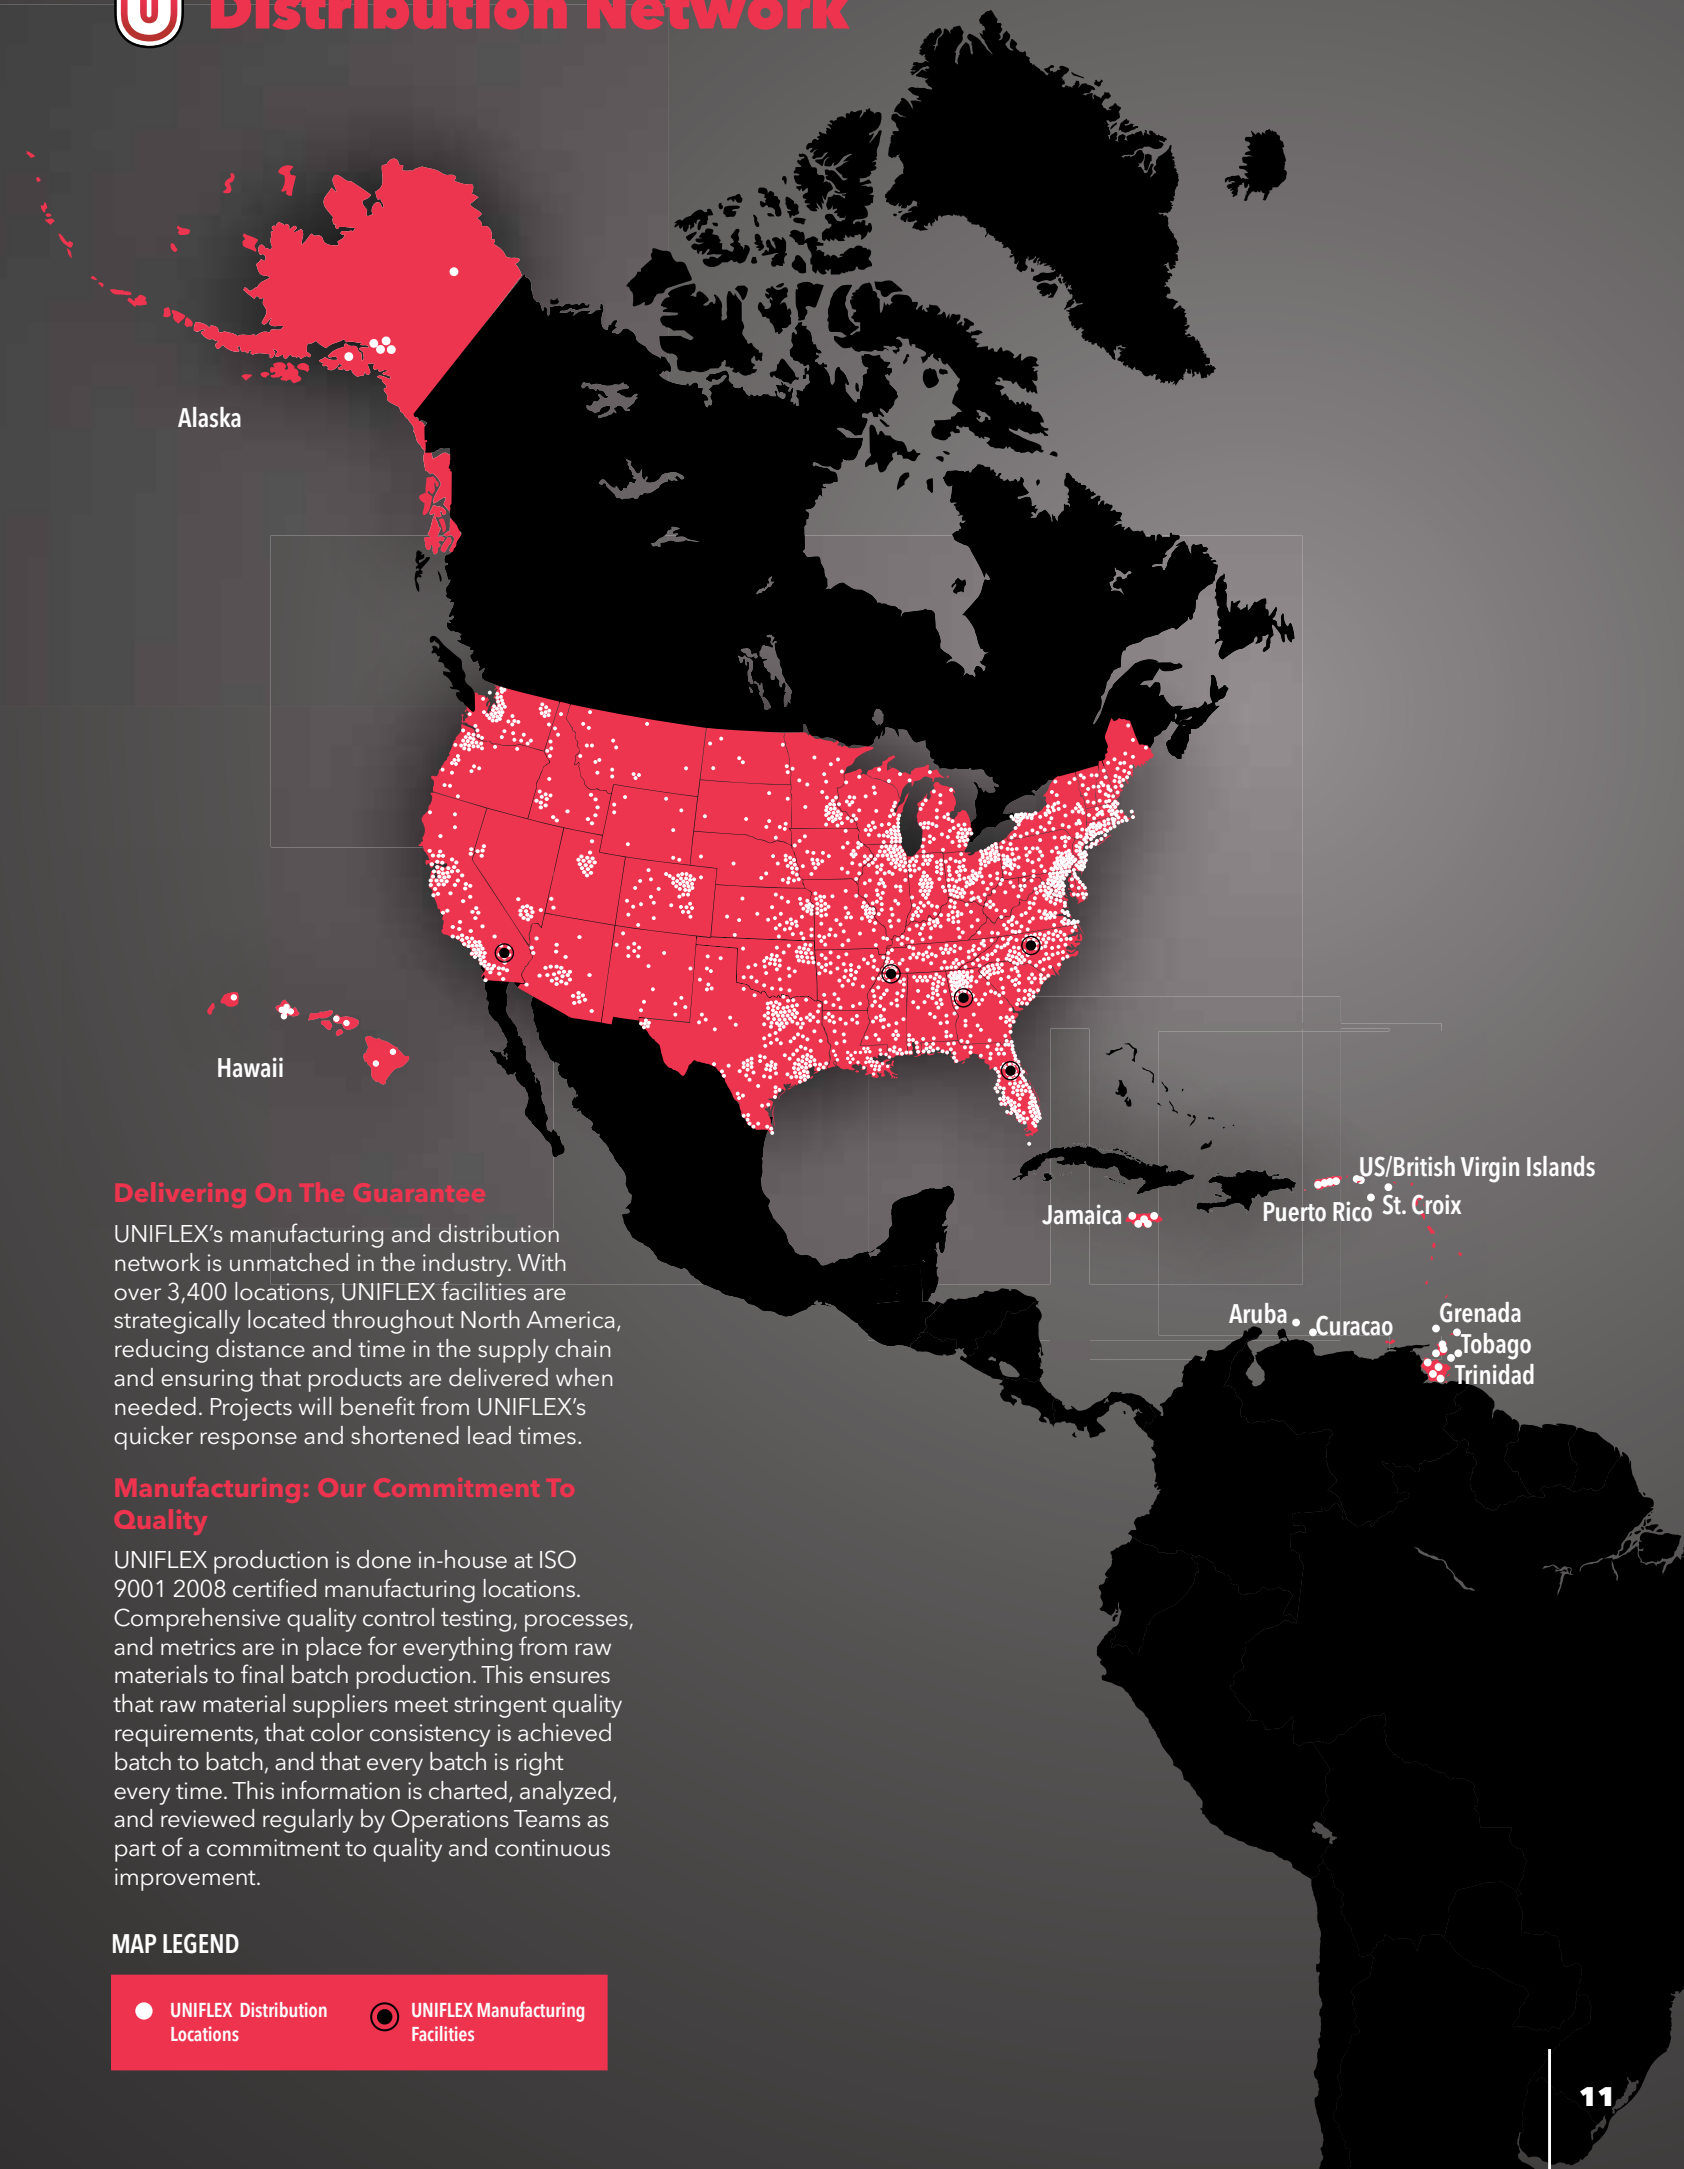 U
Distribution Network
Alaska
Hawaii
US/British Virgin Islands
Puerto Rico
St. Croix
Jamaica
Aruba
Curacao
Grenada
Tobago
Trinidad
Delivering On The Guarantee
UNIFLEX’s manufacturing and distribution
network is unmatched in the industry. With
over 3,400 locations, UNIFLEX facilities are
strategically located throughout North America,
reducing distance and time in the supply chain
and ensuring that products are delivered when
needed. Projects will benefit from UNIFLEX’s
quicker response and shortened lead times.
Manufacturing: Our Commitment To
Quality
UNIFLEX production is done in-house at ISO
9001 2008 certified manufacturing locations.
Comprehensive quality control testing, processes,
and metrics are in place for everything from raw
materials to final batch production. This ensures
that raw material suppliers meet stringent quality
requirements, that color consistency is achieved
batch to batch, and that every batch is right
every time. This information is charted, analyzed,
and reviewed regularly by Operations Teams as
part of a commitment to quality and continuous
improvement.
MAP LEGEND
UNIFLEX Distribution
Locations
UNIFLEX Manufacturing
Facilities
11